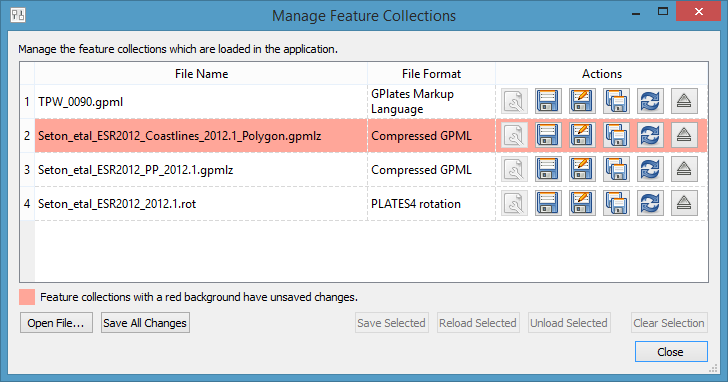 Manage Feature Collections
Manage the feature collections which are loaded in the application.
File Name File Format Actions
1 TPW_0090.gpml GPlates Markup
Language
2 Seton_etal_ESR2012_Coastlines_2012.1_Polygon.gpmlz Compressed GPML
3 Seton_etal_ESR2012_PP_2012.1.gpmlz Compressed GPML
4 Seton_etal_ESR2012_2012.1.rot PLATES4 rotation
Feature collections with a red background have unsaved changes.
Open File... Save All Changes Save Selected Reload Selected Unload Selected Clear Selection
Close